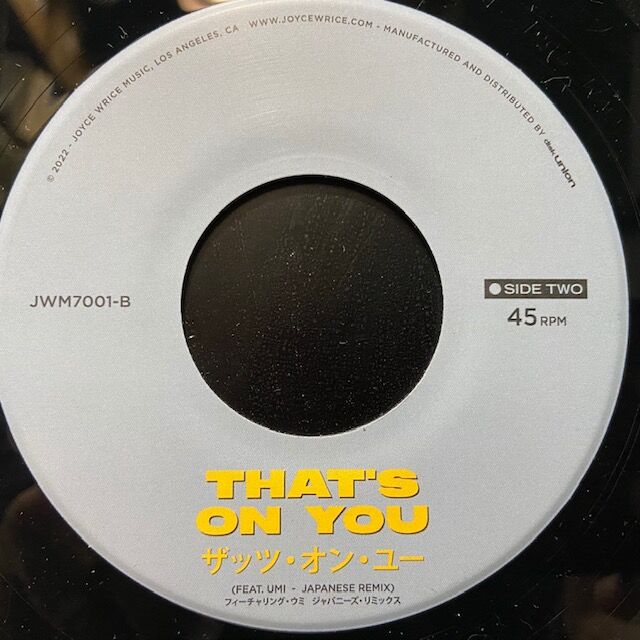 © 2022 - JOYCE WRICE MUSIC, LOS ANGELES, CA WWW.JOYCEWRICE.COM - MANUFACTURED AND DISTRIBUTED BY disk union
JWM7001-B
SIDE TWO
45 RPM
THAT'S
ON YOU
ザッツ・オン・ユー
(FEAT. UMI - JAPANESE REMIX)
フィーチャリング・ウミ ジャパニーズ・リミックス